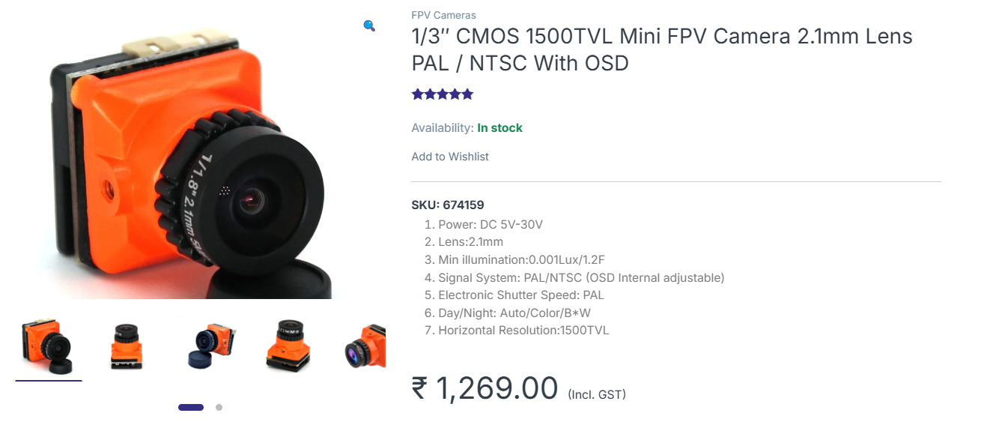 FPV Cameras
1/3″ CMOS 1500TVL Mini FPV Camera 2.1mm Lens
PAL / NTSC With OSD
Availability: In stock
Add to Wishlist
SKU: 674159
1. Power: DC 5V-30V
2. Lens:2.1mm
3. Min illumination:0.001Lux/1.2F
4. Signal System: PAL/NTSC (OSD Internal adjustable)
5. Electronic Shutter Speed: PAL
6. Day/Night: Auto/Color/B*W
7. Horizontal Resolution:1500TVL
₹ 1,269.00 (Incl. GST)
1/1.8" 2.1mm